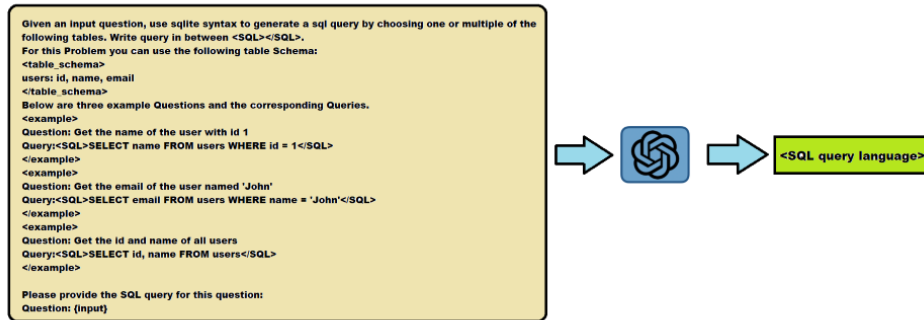 Given an input question, use sqlite syntax to generate a sql query by choosing one or multiple of the
following tables. Write query in between <SQL></SQL>.
For this Problem you can use the following table Schema:
<table_schema>
users: id, name, email
</table_schema>
Below are three example Questions and the corresponding Queries.
<example>
Question: Get the name of the user with id 1
Query:<SQL>SELECT name FROM users WHERE id = 1</SQL>
</example>
<example>
Question: Get the email of the user named 'John'
Query:<SQL>SELECT email FROM users WHERE name = 'John'</SQL>
</example>
<example>
Question: Get the id and name of all users
Query:<SQL>SELECT id, name FROM users</SQL>
</example>
Please provide the SQL query for this question:
Question: {input}
<SQL query language>